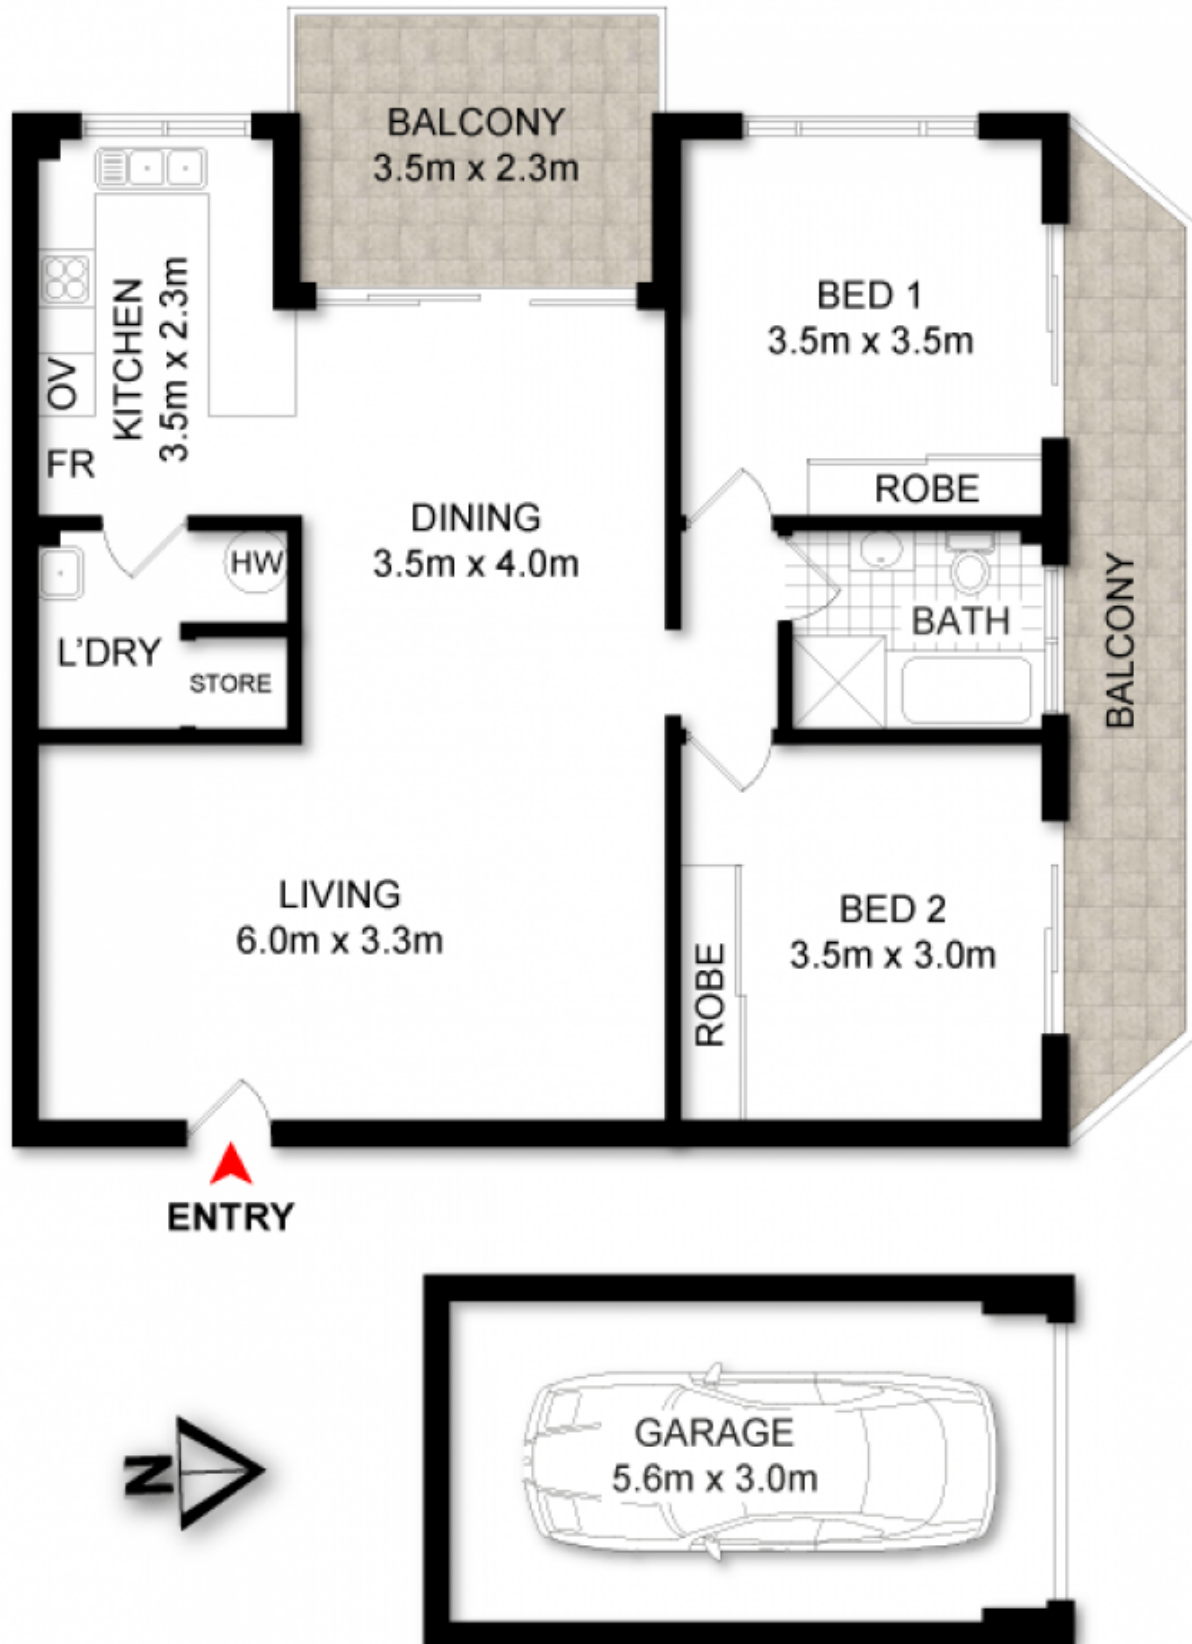 BALCONY
3.5m x 2.3m
KITCHEN
3.5m x 2.3m
OV
FR
BED 1
3.5m x 3.5m
ROBE
DINING
3.5m x 4.0m
HW
L'DRY
STORE
BATH
BALCONY
LIVING
6.0m x 3.3m
BED 2
3.5m x 3.0m
ROBE
ENTRY
GARAGE
5.6m x 3.0m
N